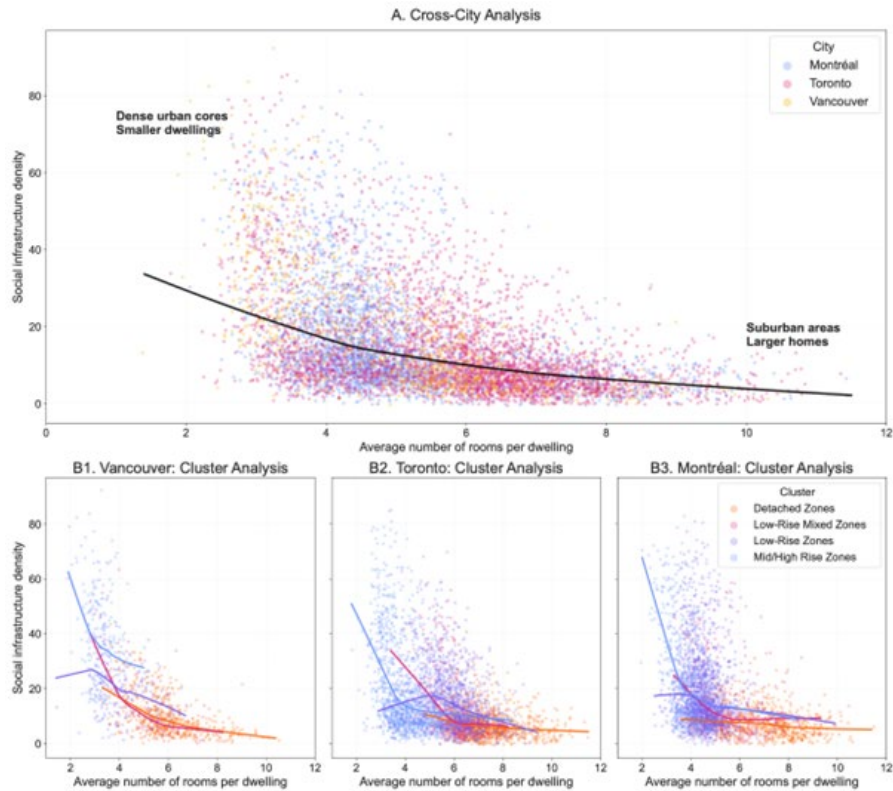 A. Cross-City Analysis
City
Montréal
Toronto
Vancouver
Dense urban cores
Smaller dwellings
Suburban areas
Larger homes
Social infrastructure density
80
60
40
20
0
0 2 4 6 8 10 12
Average number of rooms per dwelling
B1. Vancouver: Cluster Analysis
B2. Toronto: Cluster Analysis
B3. Montréal: Cluster Analysis
Cluster
Detached Zones
Low-Rise Mixed Zones
Low-Rise Zones
Mid/High Rise Zones
Social infrastructure density
80
60
40
20
0
2 4 6 8 10 12
2 4 6 8 10 12
2 4 6 8 10 12
Average number of rooms per dwelling
Average number of rooms per dwelling
Average number of rooms per dwelling